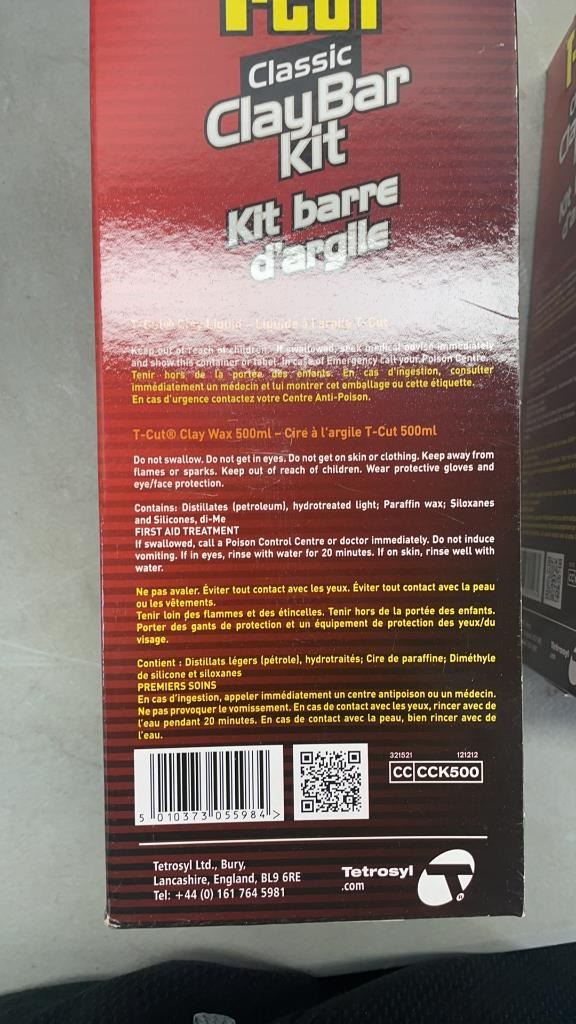 T-Cut
Classic
Clay Bar
Kit
Kit barre
d'argile
T-Cut® Clay Liquid – Liquide à l'argile T-Cut
Keep out of reach of children. If swallowed, seek medical advice immediately
and show this container or label. In case of Emergency call your Poison Centre.
Tenir hors de la portée des enfants. En cas d'ingestion, consulter
immédiatement un médecin et lui montrer cet emballage ou cette étiquette.
En cas d'urgence contactez votre Centre Anti-Poison.
T-Cut® Clay Wax 500ml – Cire à l'argile T-Cut 500ml
Do not swallow. Do not get in eyes. Do not get on skin or clothing. Keep away from
flames or sparks. Keep out of reach of children. Wear protective gloves and
eye/face protection.
Contains: Distillates (petroleum), hydrotreated light; Paraffin wax; Siloxanes
and Silicones, di-Me
FIRST AID TREATMENT
If swallowed, call a Poison Control Centre or doctor immediately. Do not induce
vomiting. If in eyes, rinse with water for 20 minutes. If on skin, rinse well with
water.
Ne pas avaler. Éviter tout contact avec les yeux. Éviter tout contact avec la peau
ou les vêtements.
Tenir loin des flammes et des étincelles. Tenir hors de la portée des enfants.
Porter des gants de protection et un équipement de protection des yeux/du
visage.
Contient : Distillats légers (pétrole), hydrotraités; Cire de paraffine; Diméthyle
de silicone et siloxanes
PREMIERS SOINS
En cas d'ingestion, appeler immédiatement un centre antipoison ou un médecin.
Ne pas provoquer le vomissement. En cas de contact avec les yeux, rincer avec de
l'eau pendant 20 minutes. En cas de contact avec la peau, bien rincer avec de
l'eau.
321521 121212
CC CCK500
5 010373 055984 >
Tetrosyl Ltd., Bury,
Lancashire, England, BL9 6RE
Tel: +44 (0) 161 764 5981
Tetrosyl
.com